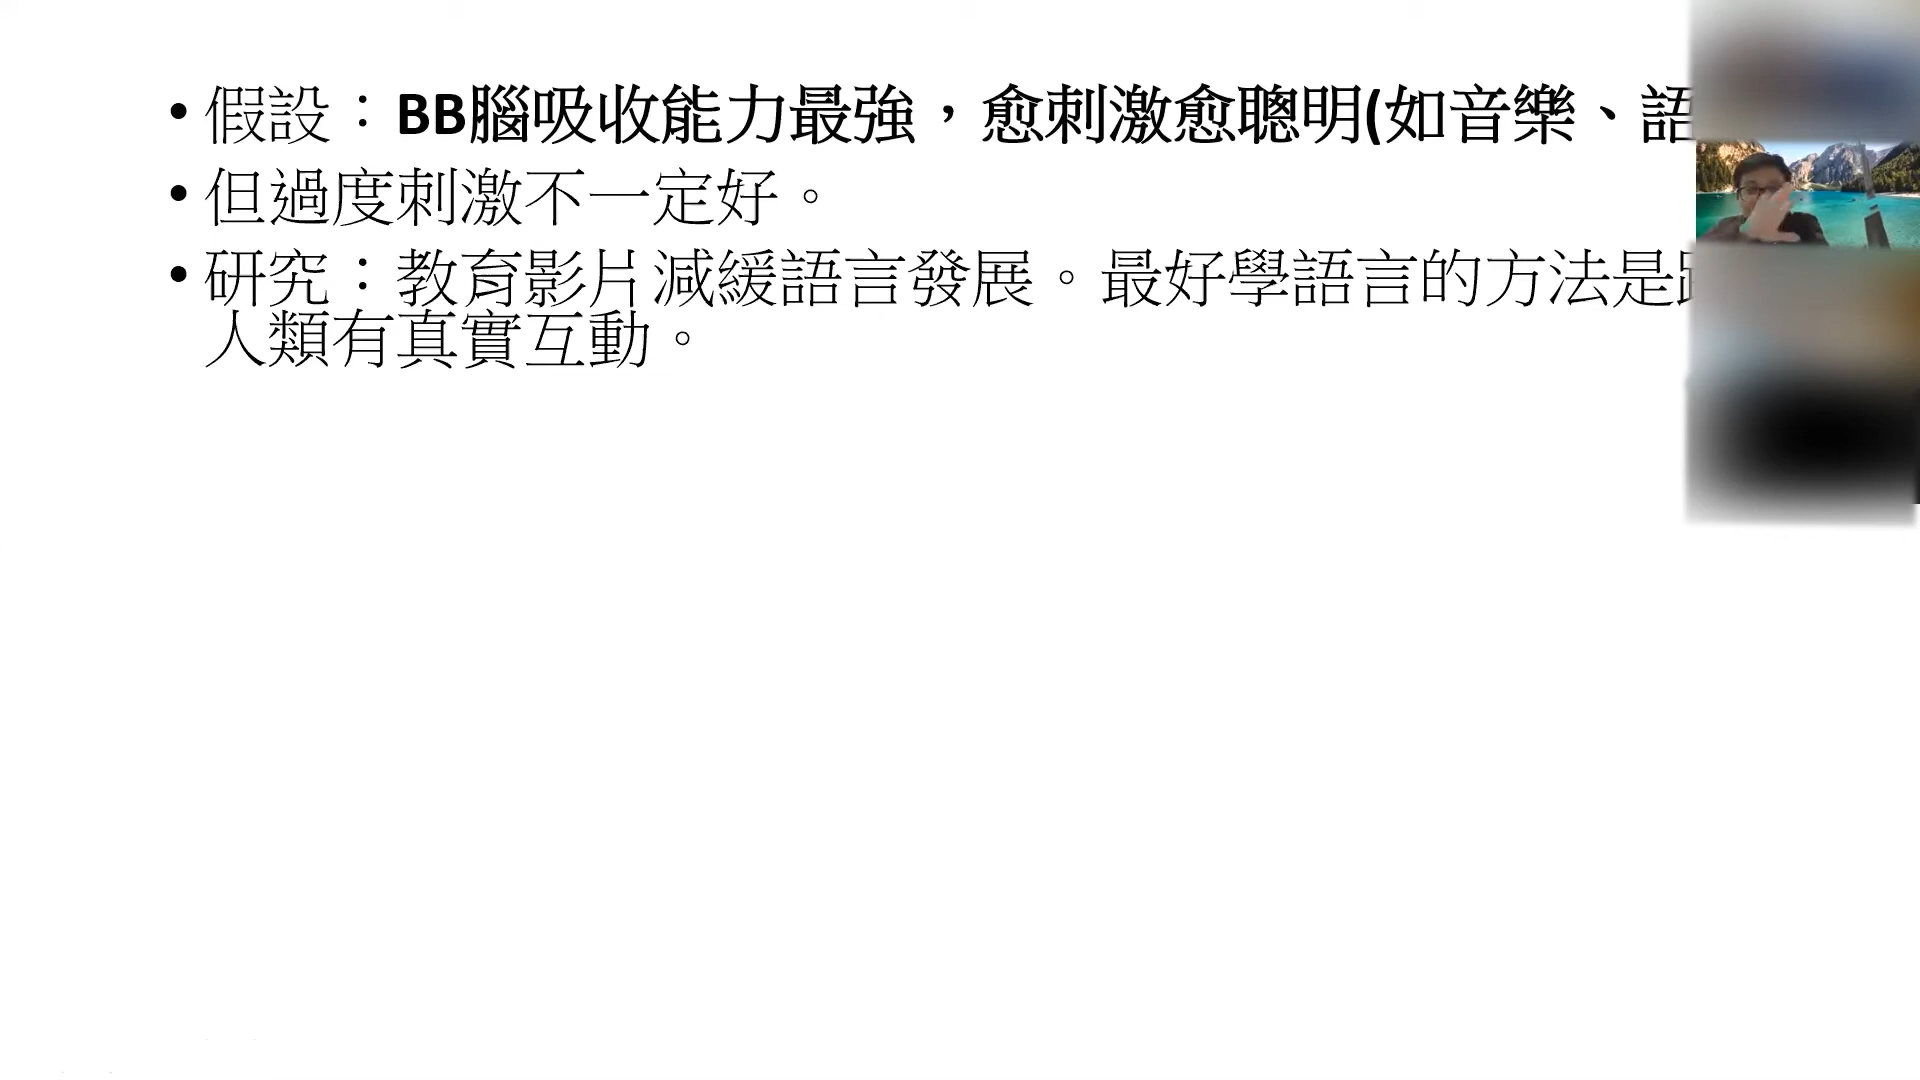 • 假設：BB腦吸收能力最強，愈刺激愈聰明(如音樂、語
• 但過度刺激不一定好。
• 研究：教育影片減緩語言發展。最好學語言的方法是
人類有真實互動。